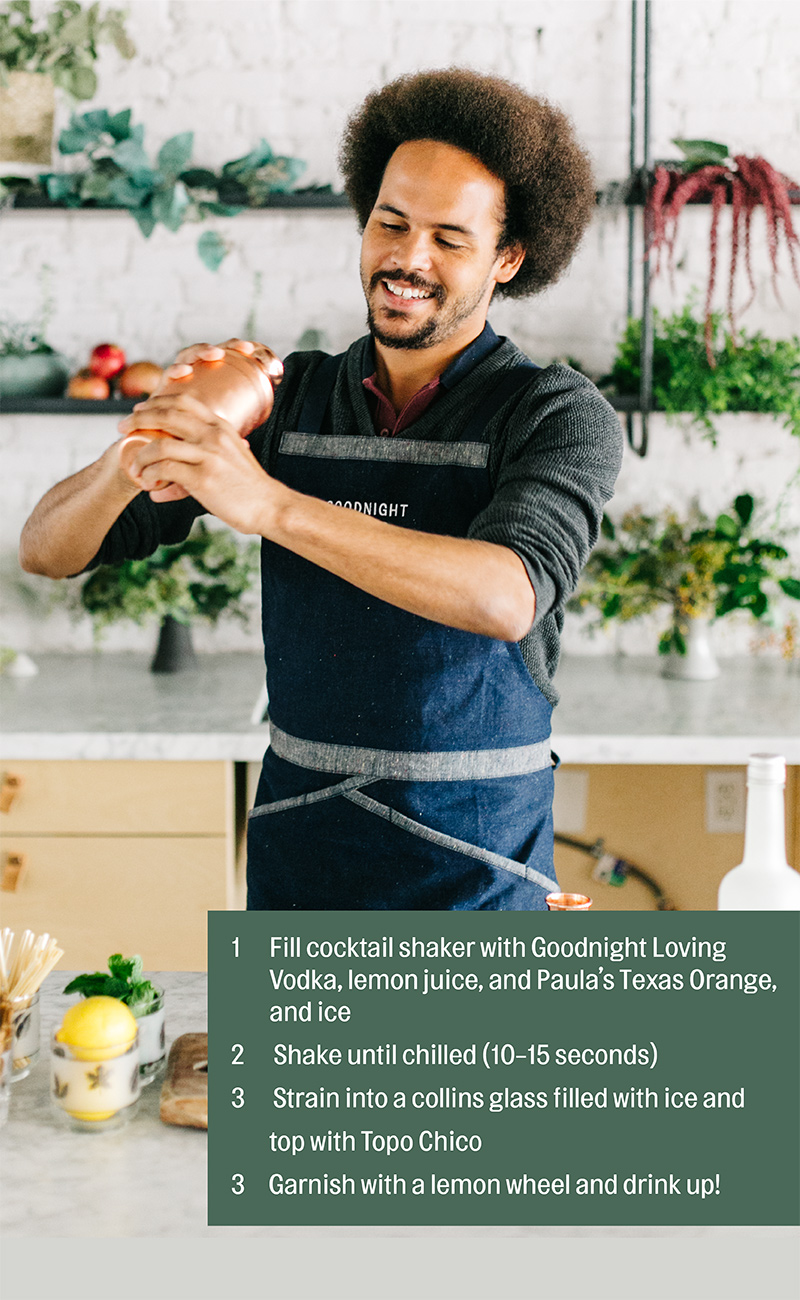 GOODNIGHT
1 Fill cocktail shaker with Goodnight Loving
Vodka, lemon juice, and Paula’s Texas Orange,
and ice
2 Shake until chilled (10–15 seconds)
3 Strain into a collins glass filled with ice and
top with Topo Chico
3 Garnish with a lemon wheel and drink up!